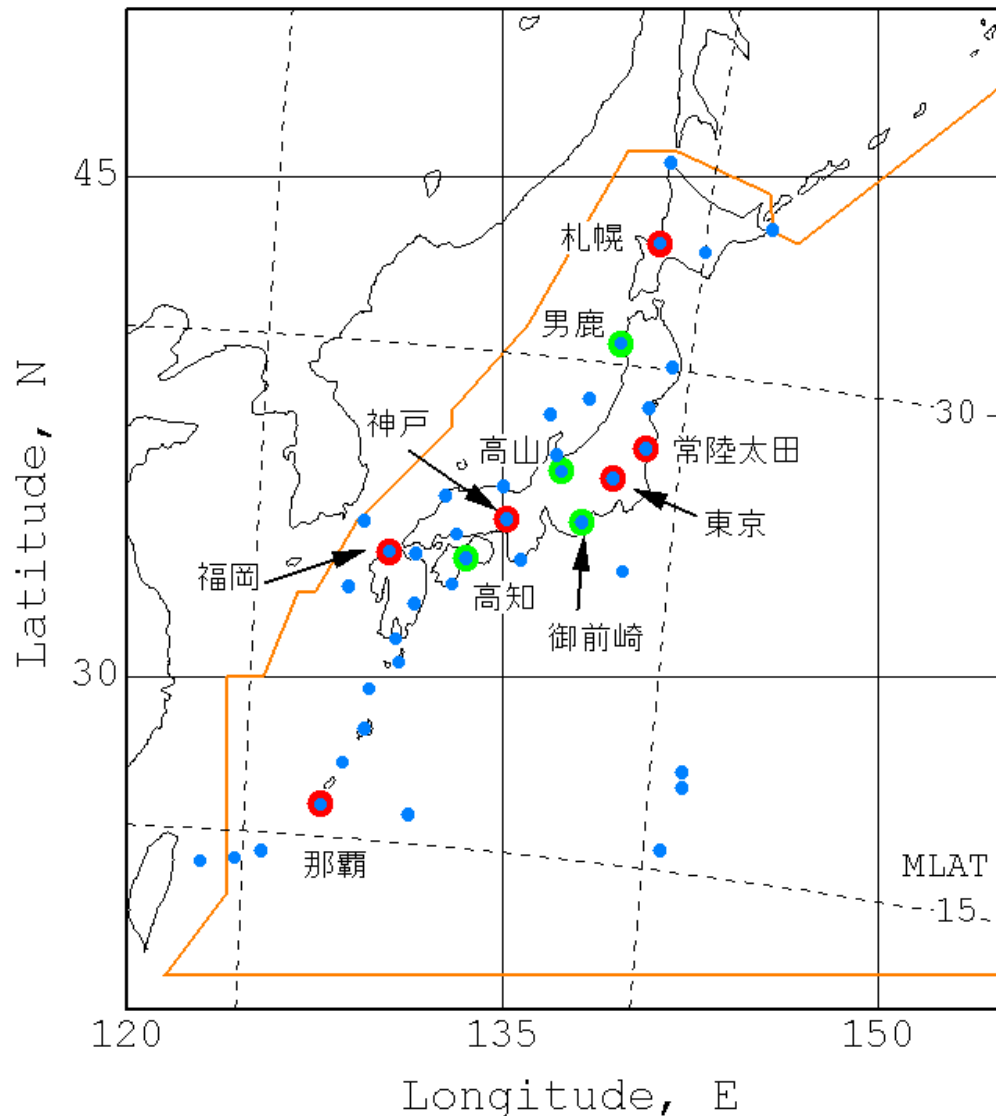 45
札幌
男鹿
30
神戸
高山
常陸太田
東京
福岡
高知
御前崎
30
那覇
MLAT
15
120
135
150
Longitude, E
Latitude, N